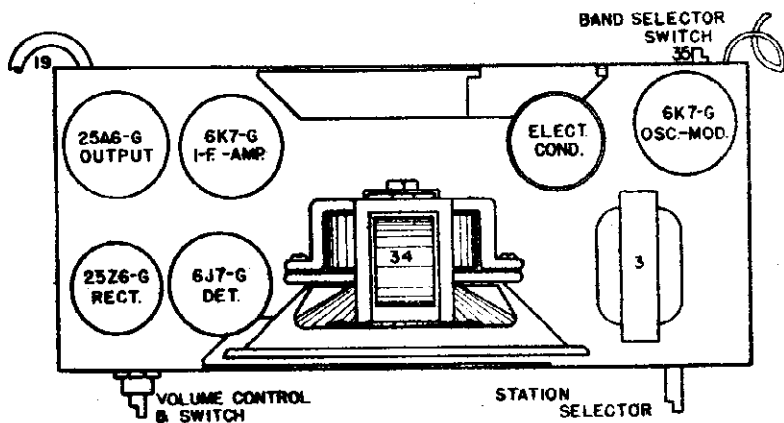 BAND SELECTOR
SWITCH
35
19
25A6-G
OUTPUT
6K7-G
I-F.-AMP.
ELECT.
COND.
6K7-G
OSC.-MOD.
34
3
25Z6-G
RECT.
6J7-G
DET.
VOLUME CONTROL
& SWITCH
STATION
SELECTOR